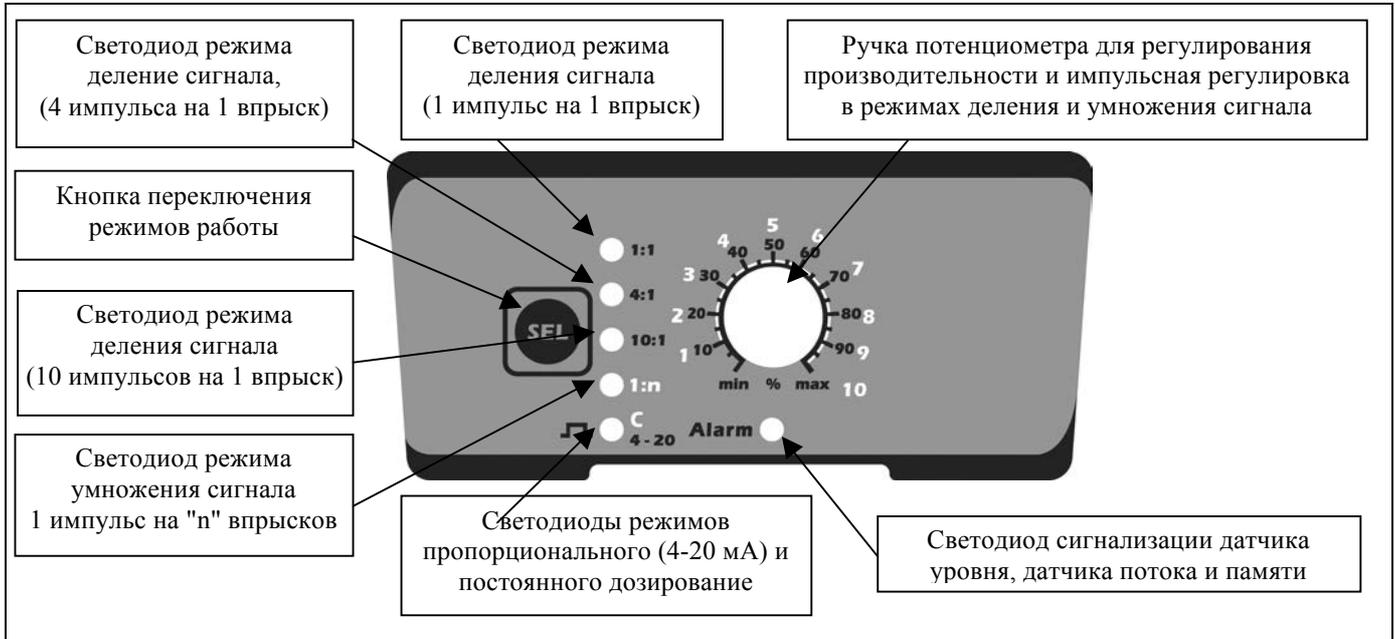 Светодиод режима
деление сигнала,
(4 импульса на 1 впрыск)
Светодиод режима
деления сигнала
(1 импульс на 1 впрыск)
Ручка потенциометра для регулирования
производительности и импульсная регулировка
в режимах деления и умножения сигнала
Кнопка переключения
режимов работы
Светодиод режима
деления сигнала
(10 импульсов на 1 впрыск)
Светодиод режима
умножения сигнала
1 импульс на "n" впрысков
SEL
1:1
4:1
10:1
1:n
C
4 - 20
1 2 3 4 5 6 7 8 9 10
10 20 30 40 50 60 70 80 90
min % max
Alarm
Светодиоды режимов
пропорционального (4-20 мА) и
постоянного дозирование
Светодиод сигнализации датчика
уровня, датчика потока и памяти